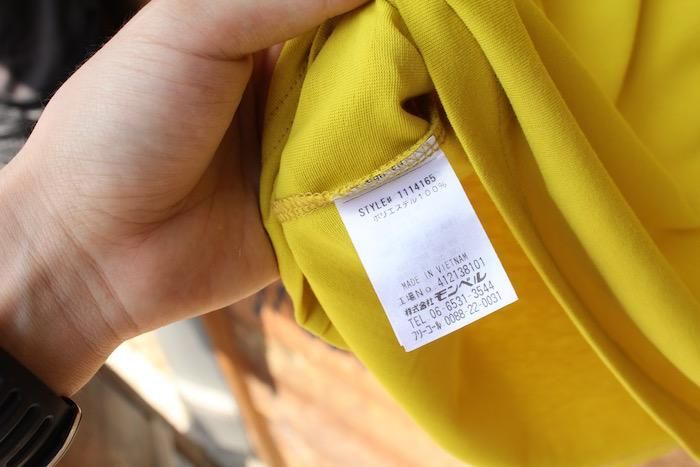 STYLE# 1114165
ポリエステル100%
MADE IN VIETNAM
工場No. 412138101
株式会社モンベル
TEL 06-6531-3544
フリーコール 0088-22-0031